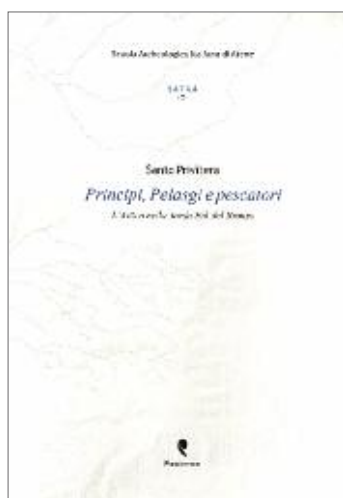 Scuola Archeologica Italiana di Atene
SATAA
Santo Privitera
Principi, Pelasgi e pescatori
L'Attica nella tarda Età del Bronzo
Pandemos